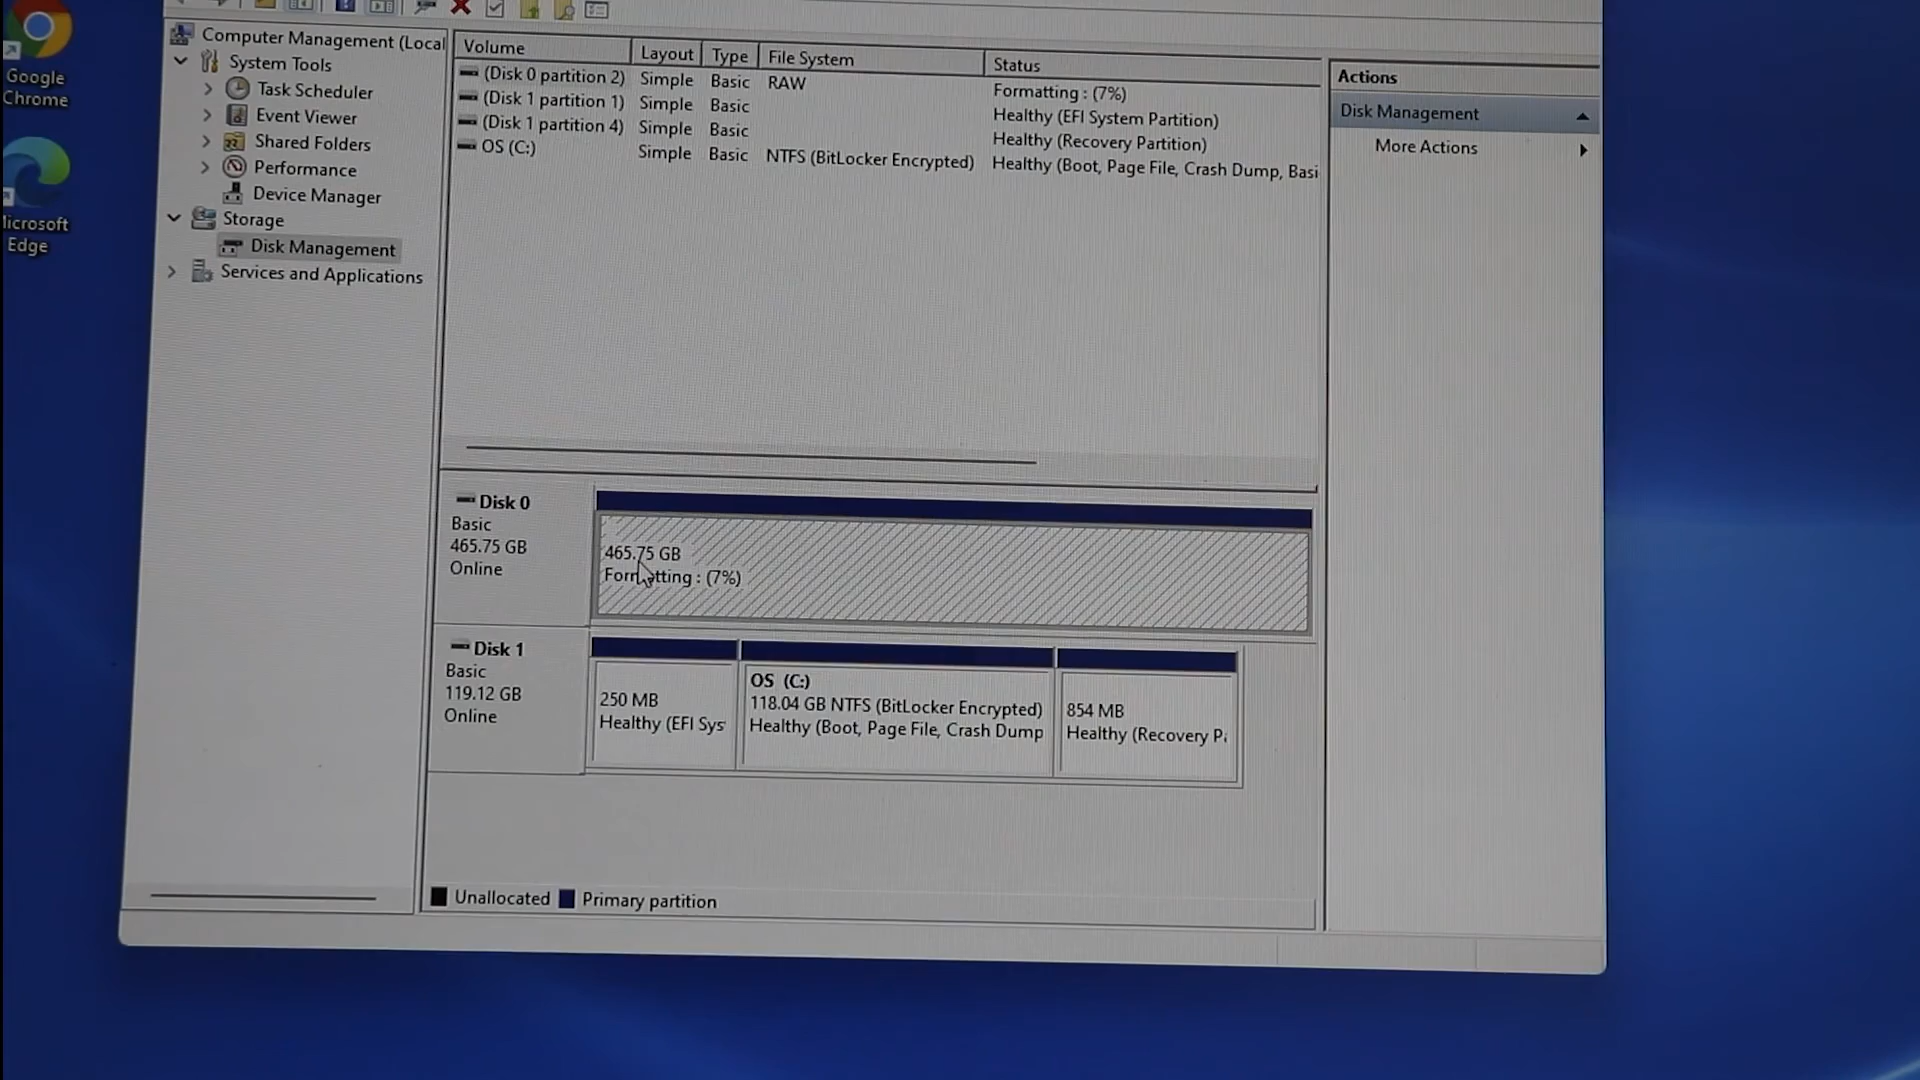 Google
Chrome
Microsoft
Edge
Computer Management (Local
System Tools
Task Scheduler
Event Viewer
Shared Folders
Performance
Device Manager
Storage
Disk Management
Services and Applications
Volume Layout Type File System Status
(Disk 0 partition 2) Simple Basic RAW Formatting : (7%)
(Disk 1 partition 1) Simple Basic Healthy (EFI System Partition)
(Disk 1 partition 4) Simple Basic Healthy (Recovery Partition)
OS (C:) Simple Basic NTFS (BitLocker Encrypted) Healthy (Boot, Page File, Crash Dump, Basi
Actions
Disk Management
More Actions
Disk 0
Basic
465.75 GB
Online
465.75 GB
Formatting : (7%)
Disk 1
Basic
119.12 GB
Online
250 MB
Healthy (EFI Sys
OS (C:)
118.04 GB NTFS (BitLocker Encrypted)
Healthy (Boot, Page File, Crash Dump
854 MB
Healthy (Recovery Pa
Unallocated Primary partition